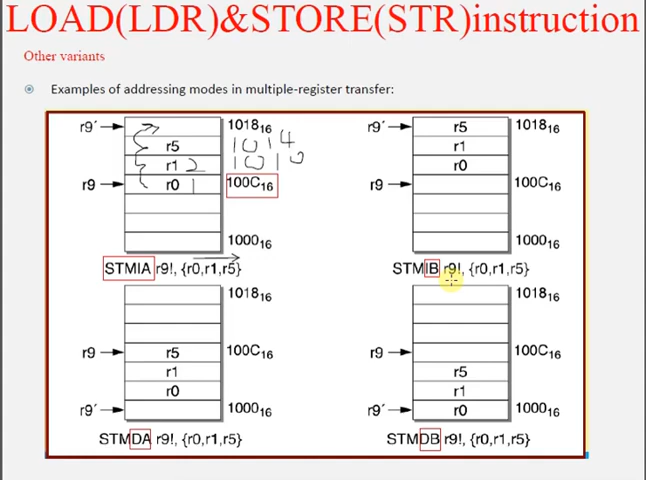 LOAD(LDR)&STORE(STR)instruction
Other variants
Examples of addressing modes in multiple-register transfer:
r9′ 1018₁₆
r5 1014
r1 2 1010
r9 r0 1 100C₁₆
1000₁₆
STMIA r9!, {r0,r1,r5}
r9′ r5 1018₁₆
r1
r0
r9 100C₁₆
1000₁₆
STMIB r9!, {r0,r1,r5}
1018₁₆
r9 r5 100C₁₆
r1
r0
r9′ 1000₁₆
STMDA r9!, {r0,r1,r5}
1018₁₆
r9 100C₁₆
r5
r1
r9′ r0 1000₁₆
STMDB r9!, {r0,r1,r5}